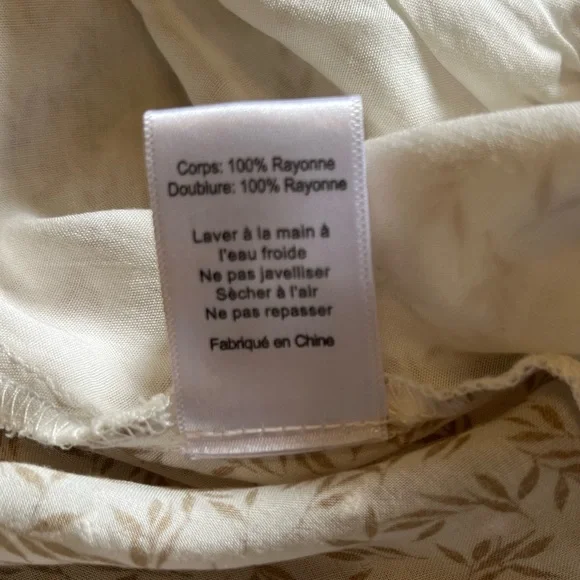 Corps: 100% Rayonne
Doublure: 100% Rayonne
Laver à la main à
l'eau froide
Ne pas javelliser
Sècher à l'air
Ne pas repasser
Fabriqué en Chine